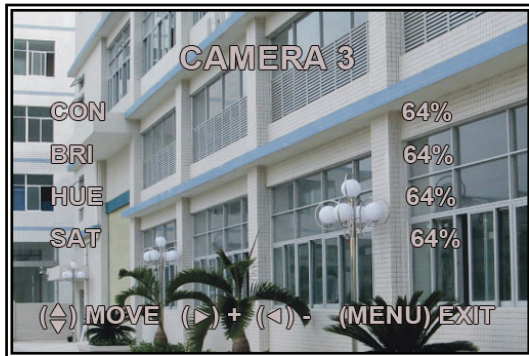 CAMERA 3
CON 64%
BRI 64%
HUE 64%
SAT 64%
(▲▼) MOVE (►) + (◄) - (MENU) EXIT